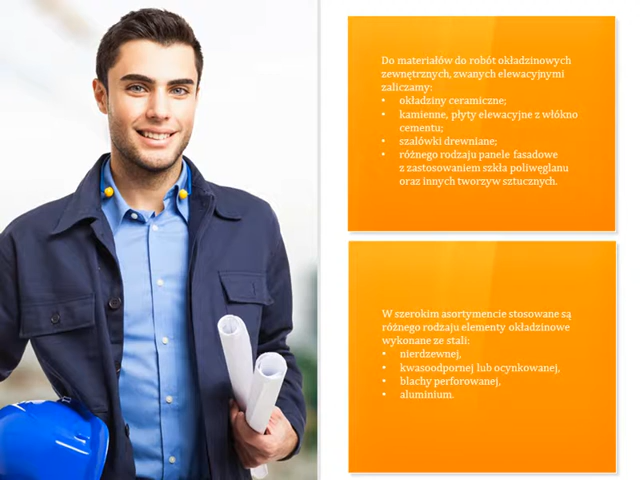 Do materiałów do robót okładzinowych
zewnętrznych, zwanych elewacyjnymi
zaliczamy:
• okładziny ceramiczne;
• kamienne, płyty elewacyjne z włókno
cementu;
• szalówki drewniane;
• różnego rodzaju panele fasadowe
z zastosowaniem szkła poliwęglanu
oraz innych tworzyw sztucznych.
W szerokim asortymencie stosowane są
różnego rodzaju elementy okładzinowe
wykonane ze stali:
• nierdzewnej,
• kwasoodpornej lub ocynkowanej,
• blachy perforowanej,
• aluminium.